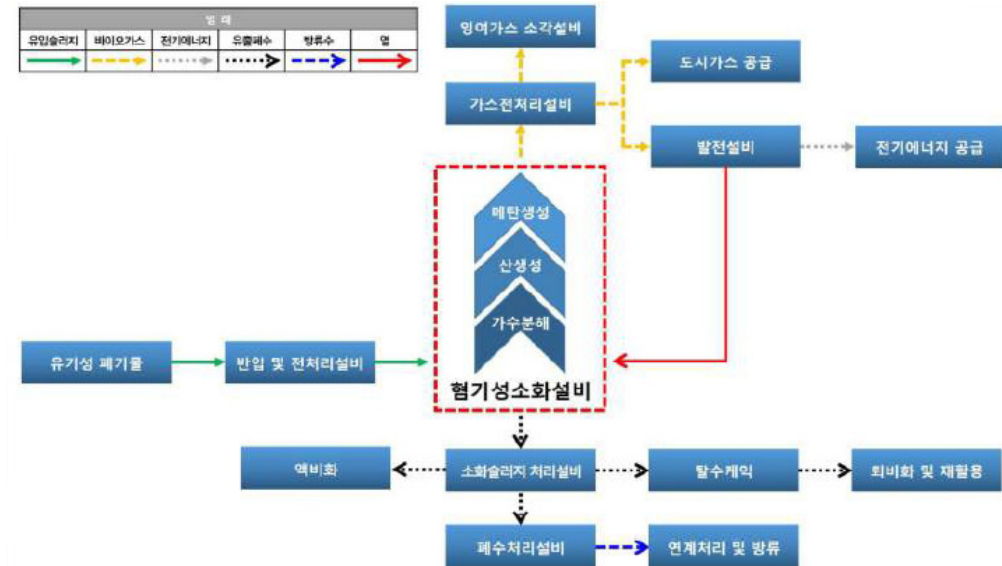 범 례
유입슬러지 바이오가스 전기에너지 유출폐수 방류수 열
잉여가스 소각설비
도시가스 공급
가스전처리설비
발전설비
전기에너지 공급
메탄생성
산생성
가수분해
유기성 폐기물
반입 및 전처리설비
혐기성소화설비
액비화
소화슬러지 처리설비
탈수케익
퇴비화 및 재활용
폐수처리설비
연계처리 및 방류